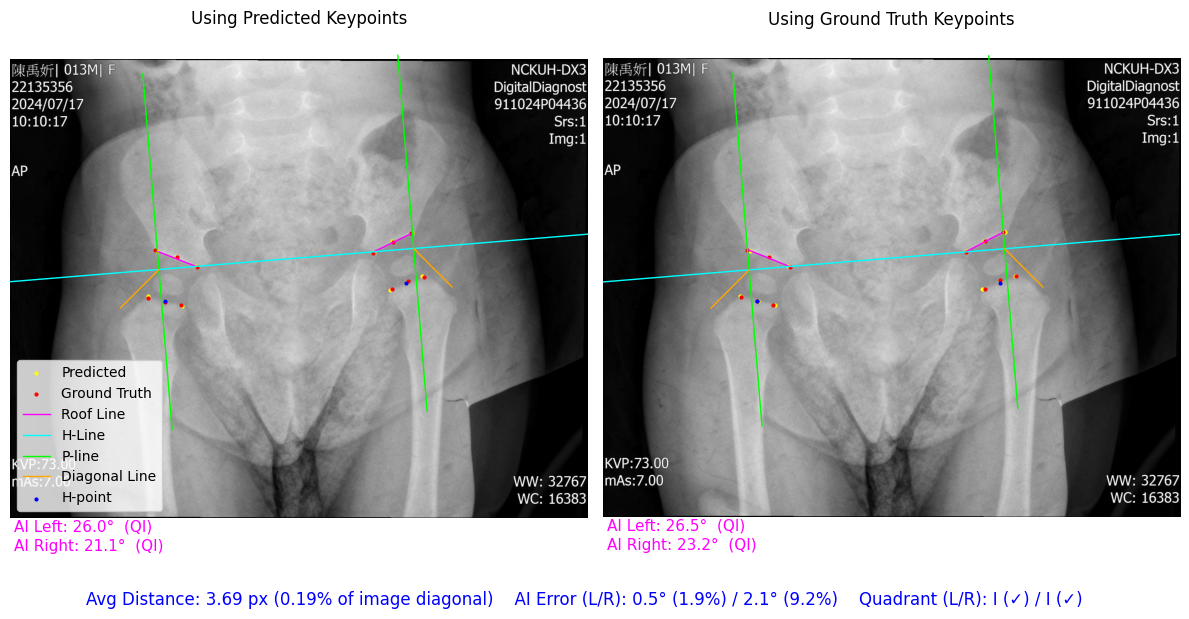 Using Predicted Keypoints
陳禹妡| 013M| F
22135356
2024/07/17
10:10:17
AP
NCKUH-DX3
DigitalDiagnost
911024P04436
Srs:1
Img:1
Predicted
Ground Truth
Roof Line
H-Line
P-line
Diagonal Line
H-point
KVP:73.00
mAs:7.00
WW: 32767
WC: 16383
AI Left: 26.0° (QI)
AI Right: 21.1° (QI)
Using Ground Truth Keypoints
陳禹妡| 013M| F
22135356
2024/07/17
10:10:17
AP
NCKUH-DX3
DigitalDiagnost
911024P04436
Srs:1
Img:1
KVP:73.00
mAs:7.00
WW: 32767
WC: 16383
AI Left: 26.5° (QI)
AI Right: 23.2° (QI)
Avg Distance: 3.69 px (0.19% of image diagonal) AI Error (L/R): 0.5° (1.9%) / 2.1° (9.2%) Quadrant (L/R): I (✓) / I (✓)